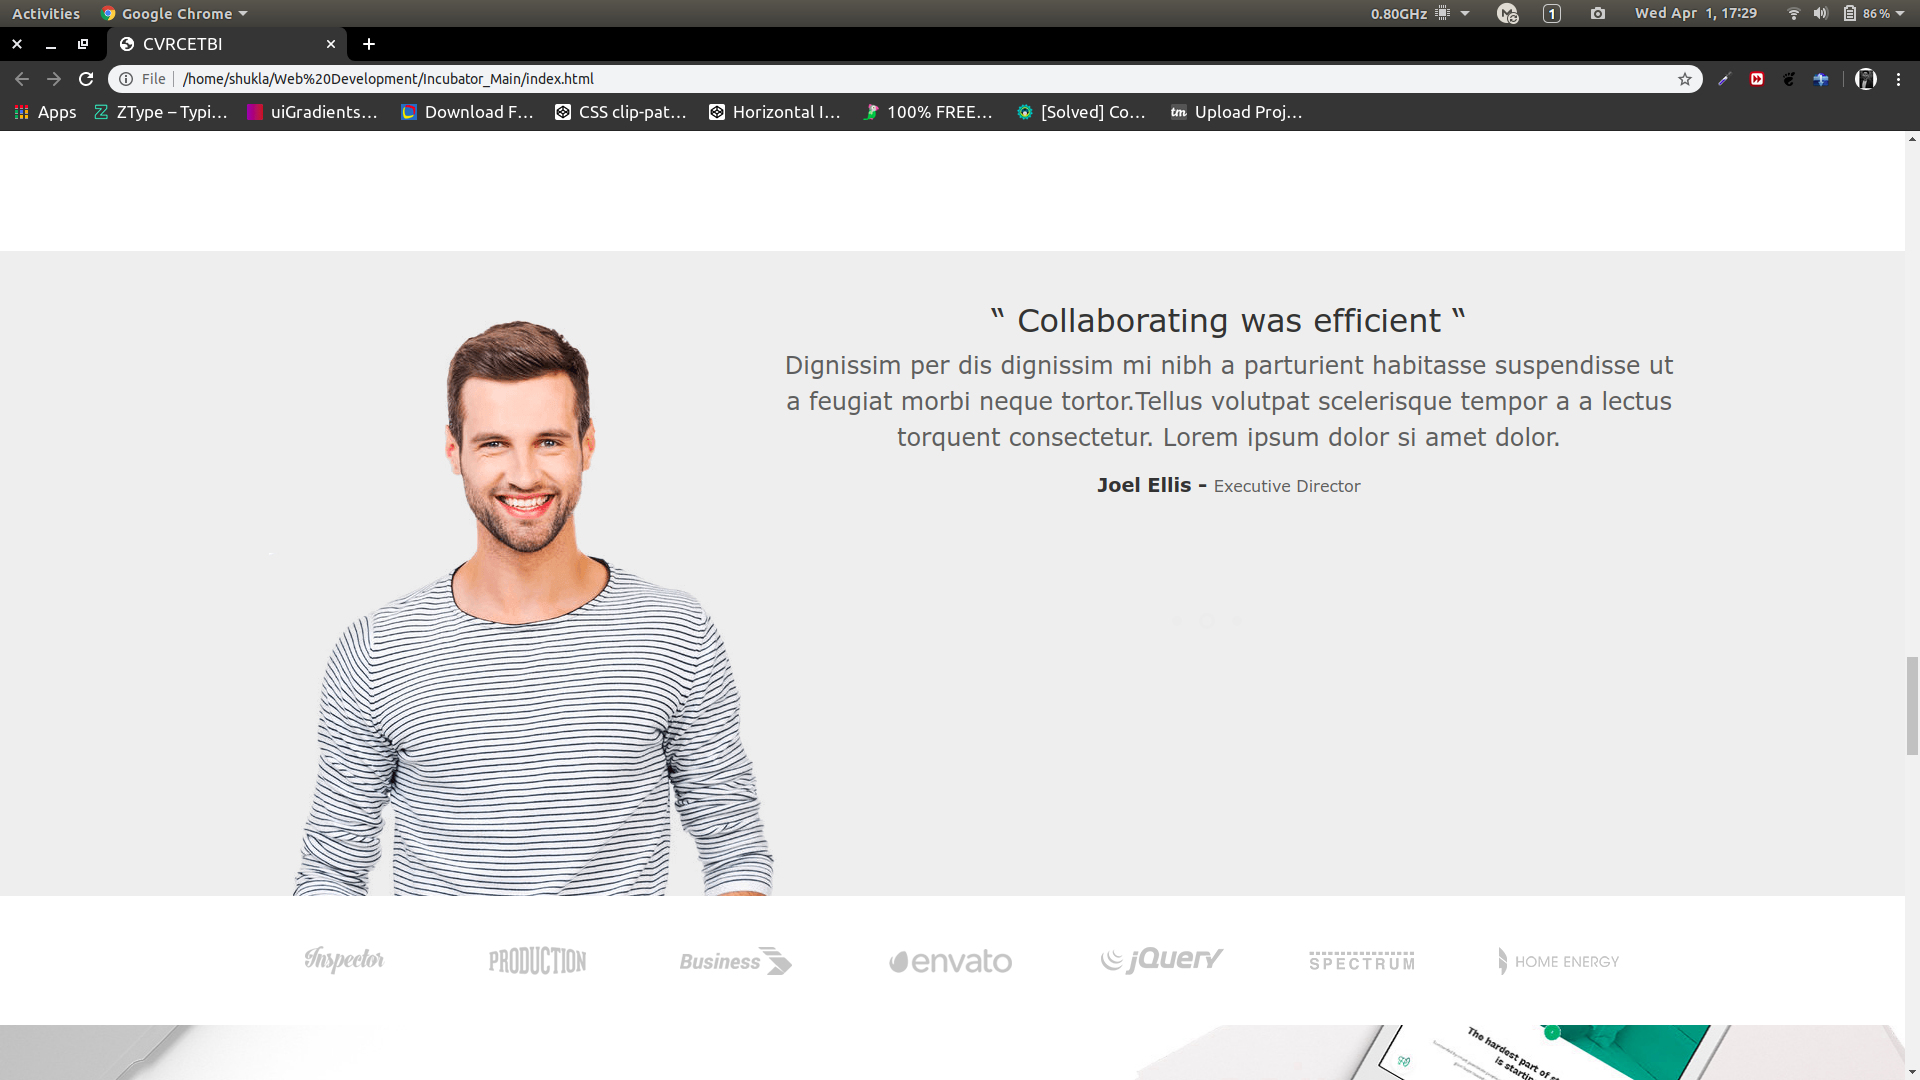 Activities Google Chrome 0.80GHz 1 Wed Apr 1, 17:29 86%
CVRCETBI
File /home/shukla/Web%20Development/Incubator_Main/index.html
Apps ZType – Typi... uiGradients... Download F... CSS clip-pat... Horizontal I... 100% FREE... [Solved] Co... tm Upload Proj...
“ Collaborating was efficient “
Dignissim per dis dignissim mi nibh a parturient habitasse suspendisse ut
a feugiat morbi neque tortor.Tellus volutpat scelerisque tempor a a lectus
torquent consectetur. Lorem ipsum dolor si amet dolor.
Joel Ellis - Executive Director
Inspector PRODUCTION Business envato jQuery SPECTRUM HOME ENERGY
The hardest part of
is starting